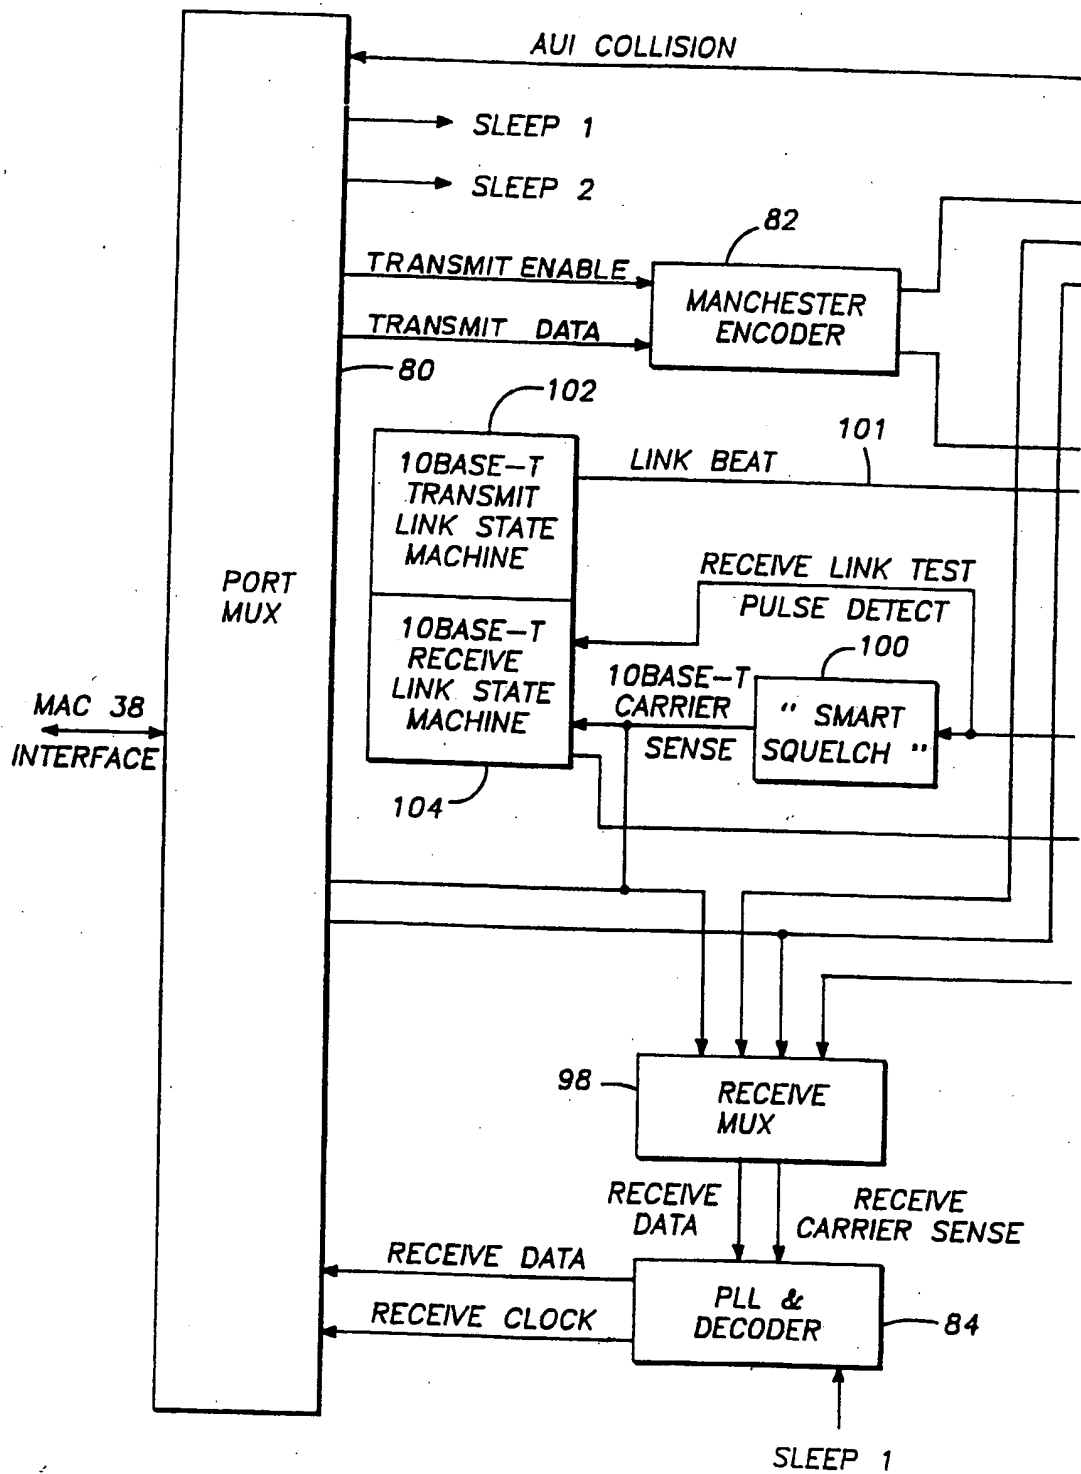 AUI COLLISION
SLEEP 1
SLEEP 2
82
TRANSMIT ENABLE
MANCHESTER
ENCODER
TRANSMIT DATA
80
102
101
10BASE-T
TRANSMIT
LINK STATE
MACHINE
LINK BEAT
RECEIVE LINK TEST
PULSE DETECT
PORT
MUX
10BASE-T
RECEIVE
LINK STATE
MACHINE
100
10BASE-T
CARRIER
SENSE
" SMART
SQUELCH "
MAC 38
INTERFACE
104
98
RECEIVE
MUX
RECEIVE
DATA
RECEIVE
CARRIER SENSE
RECEIVE DATA
RECEIVE CLOCK
PLL &
DECODER
84
SLEEP 1